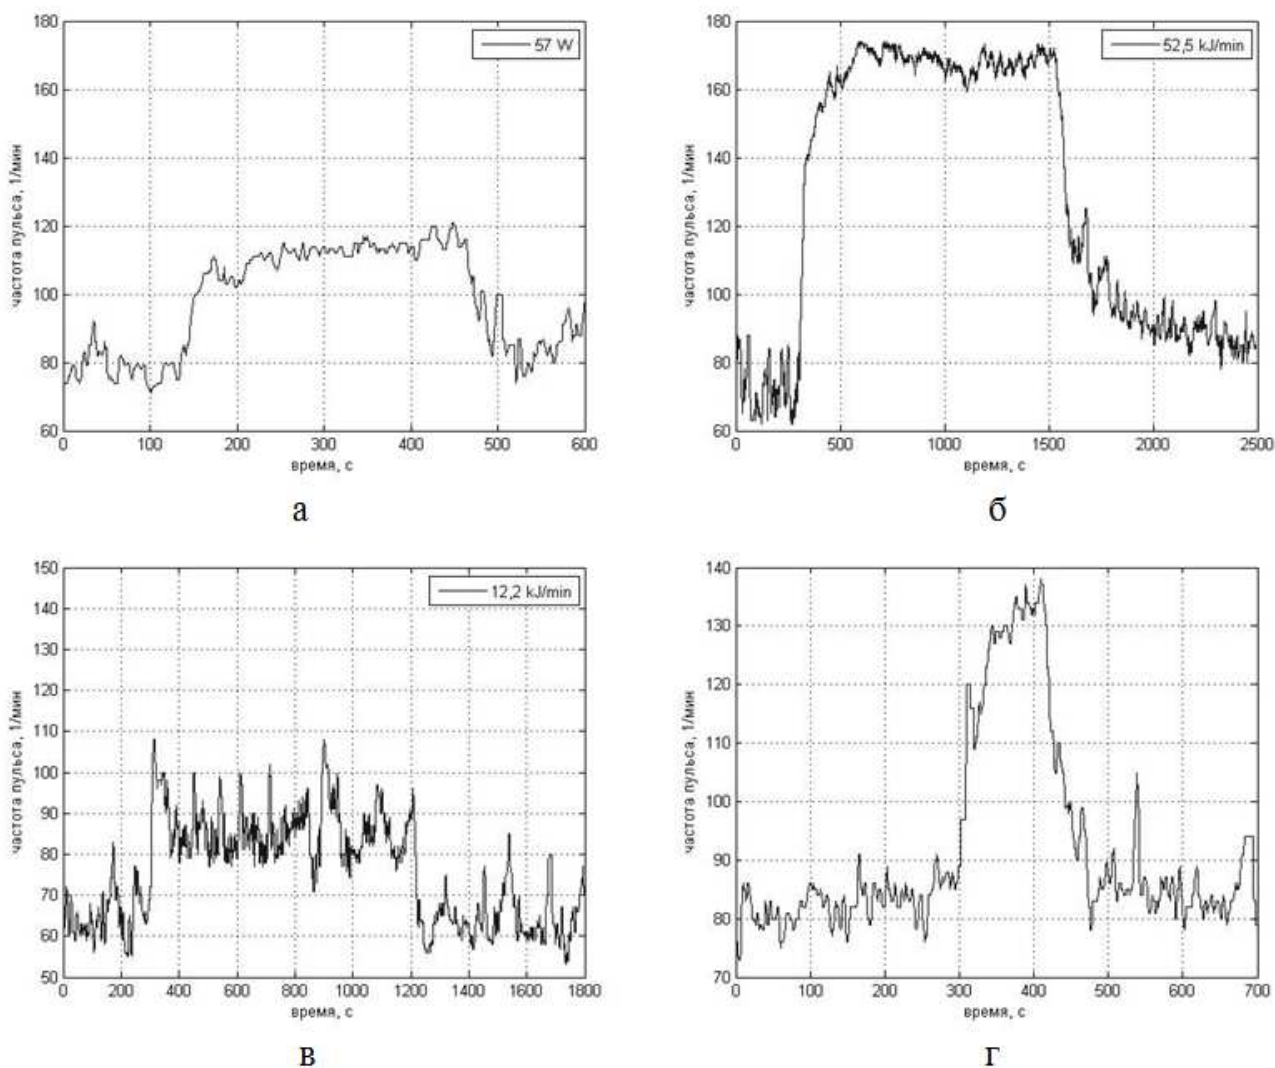 180
160
140
120
100
80
60
частота пульса, 1/мин
57 W
0 100 200 300 400 500 600
время, с
а
180
160
140
120
100
80
60
частота пульса, 1/мин
52,5 kJ/min
0 500 1000 1500 2000 2500
время, с
б
150
140
130
120
110
100
90
80
70
60
50
частота пульса, 1/мин
12,2 kJ/min
0 200 400 600 800 1000 1200 1400 1600 1800
время, с
в
140
130
120
110
100
90
80
70
частота пульса, 1/мин
0 100 200 300 400 500 600 700
время, с
г